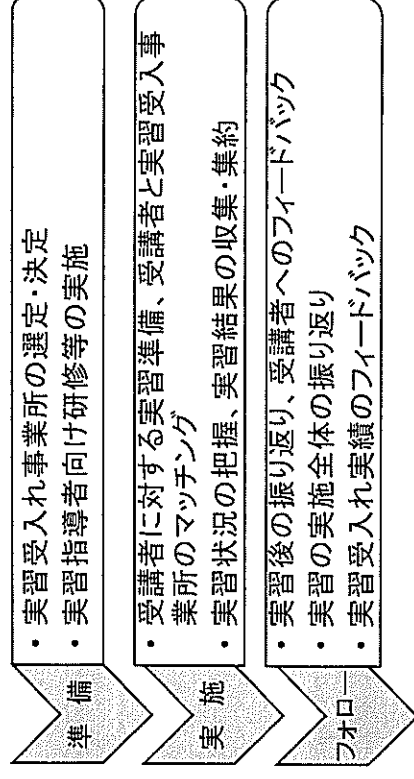 準 備
・ 実習受入れ事業所の選定・決定
・ 実習指導者向け研修等の実施
実 施
・ 受講者に対する実習準備、受講者と実習受入事
業所のマッチング
・ 実習状況の把握、実習結果の収集・集約
フォロー
・ 実習後の振り返り、受講者へのフィードバック
・ 実習の実施全体の振り返り
・ 実習受入れ実績のフィードバック